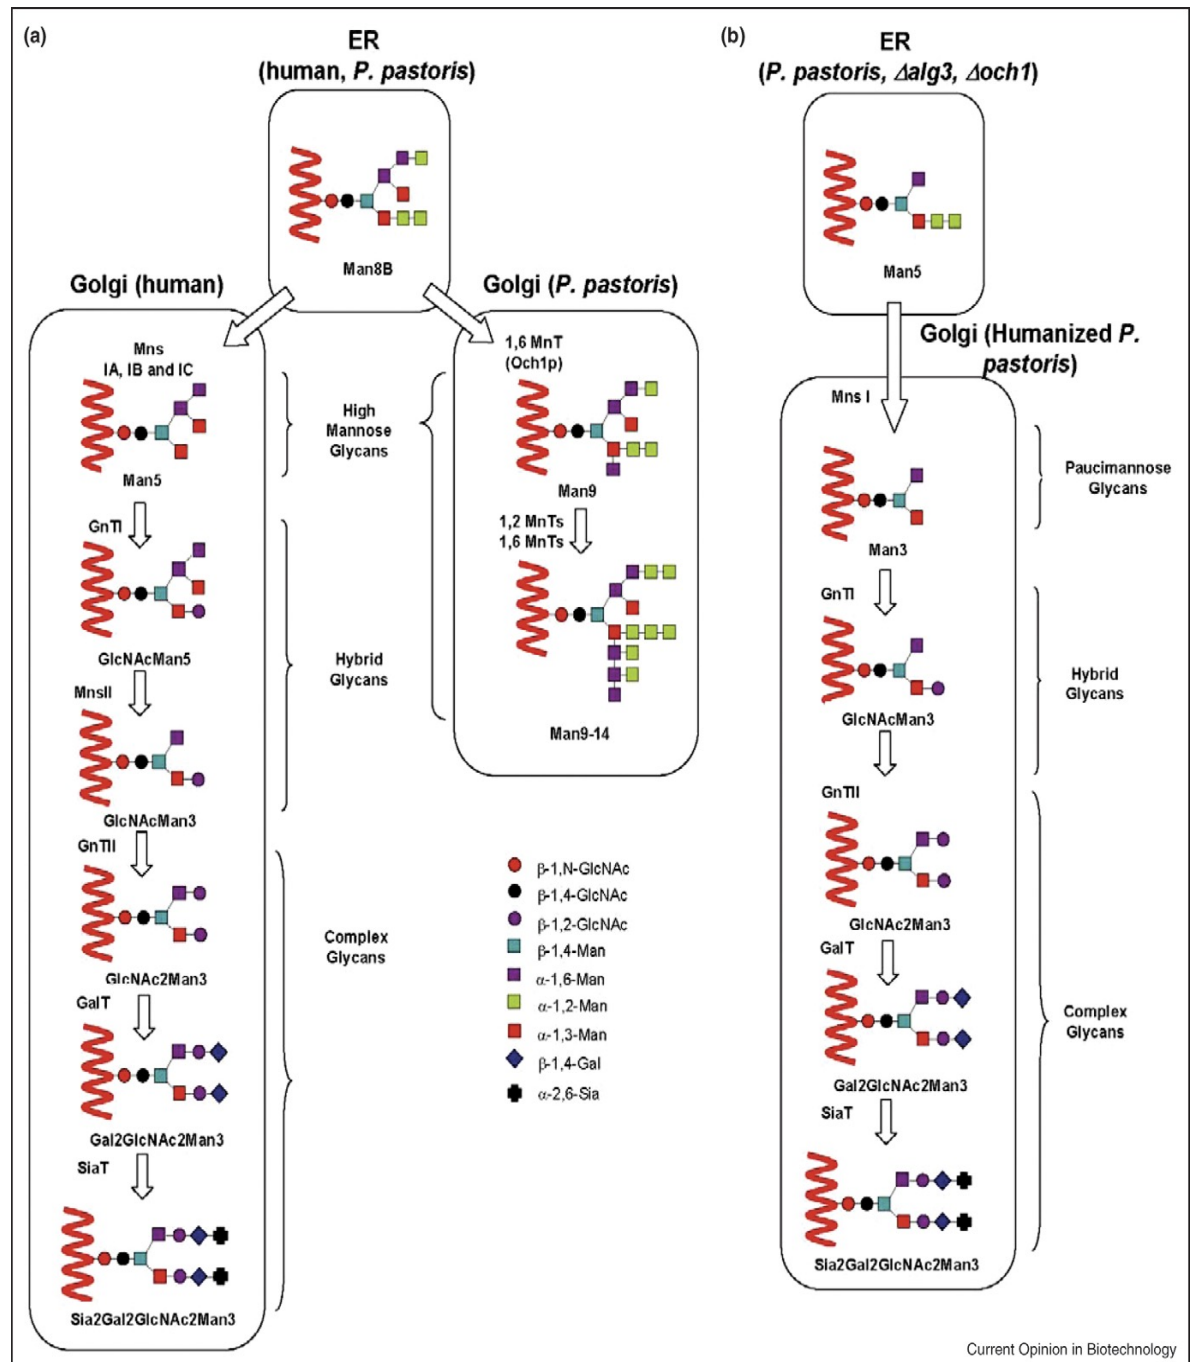 (a)
ER
(human, P. pastoris)
Man8B
Golgi (human)
Mns
IA, IB and IC
Man5
GnTI
GlcNAcMan5
MnsII
GlcNAcMan3
GnTII
GlcNAc2Man3
GalT
Gal2GlcNAc2Man3
SiaT
Sia2Gal2GlcNAc2Man3
High
Mannose
Glycans
Hybrid
Glycans
Complex
Glycans
Golgi (P. pastoris)
1,6 MnT
(Och1p)
Man9
1,2 MnTs
1,6 MnTs
Man9-14
β-1,N-GlcNAc
β-1,4-GlcNAc
β-1,2-GlcNAc
β-1,4-Man
α-1,6-Man
α-1,2-Man
α-1,3-Man
β-1,4-Gal
α-2,6-Sia
(b)
ER
(P. pastoris, Δalg3, Δoch1)
Man5
Golgi (Humanized P.
pastoris)
Mns I
Man3
GnTI
GlcNAcMan3
GnTII
GlcNAc2Man3
GalT
Gal2GlcNAc2Man3
SiaT
Sia2Gal2GlcNAc2Man3
Paucimannose
Glycans
Hybrid
Glycans
Complex
Glycans
Current Opinion in Biotechnology